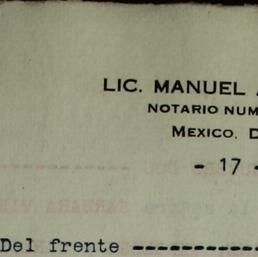 LIC. MANUEL
NOTARIO NUM
MEXICO, D
- 17 -
Del frente ------------